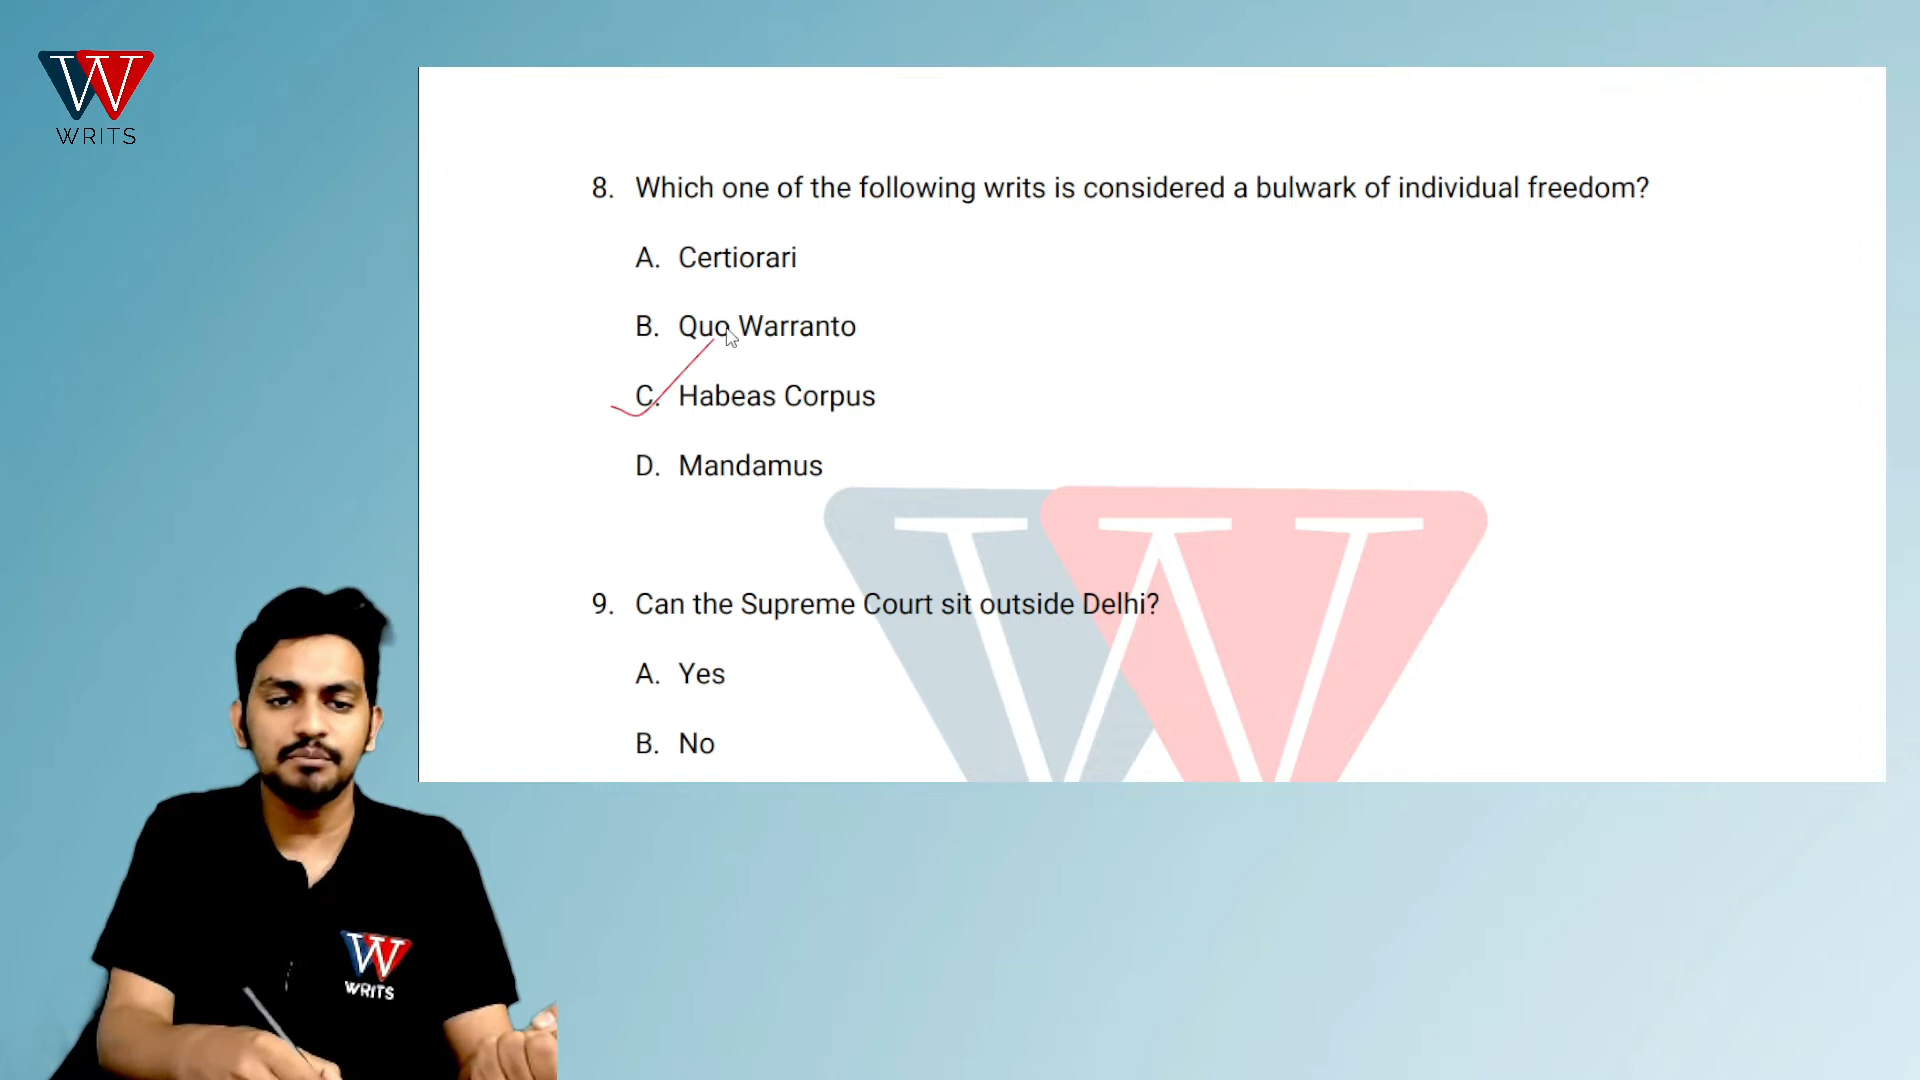 WRITS
8. Which one of the following writs is considered a bulwark of individual freedom?
A. Certiorari
B. Quo Warranto
C. Habeas Corpus
D. Mandamus
9. Can the Supreme Court sit outside Delhi?
A. Yes
B. No
W
WRITS